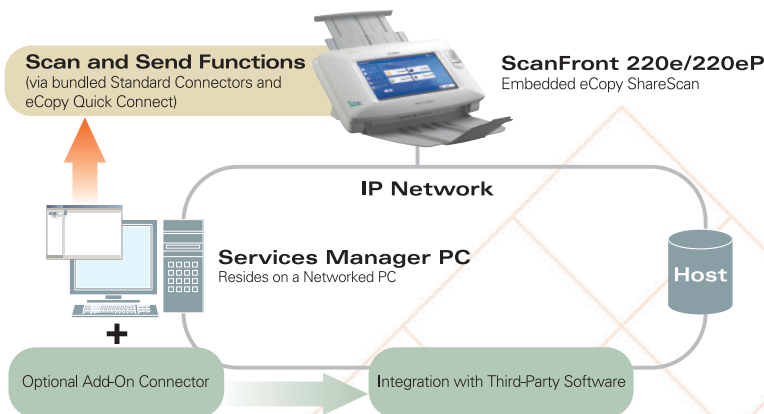 Scan and Send Functions
(via bundled Standard Connectors and
eCopy Quick Connect)
ScanFront 220e/220eP
Embedded eCopy ShareScan
IP Network
Services Manager PC
Resides on a Networked PC
Host
+
Optional Add-On Connector
Integration with Third-Party Software